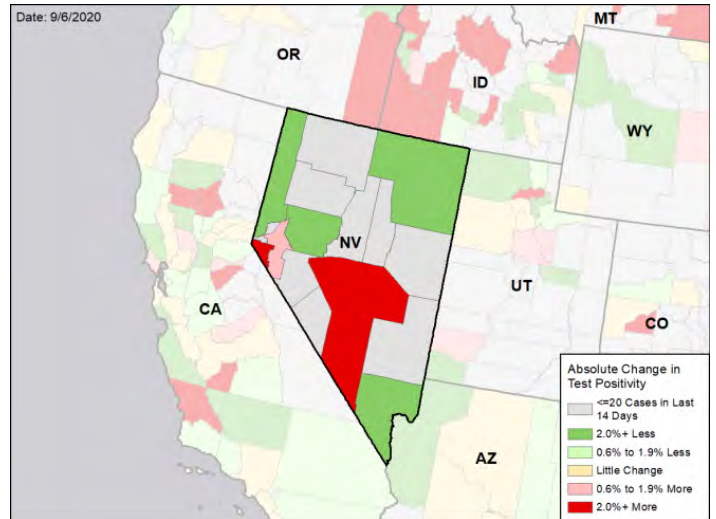 Date: 9/6/2020
MT
OR
ID
WY
NV
UT
CA
CO
AZ
Absolute Change in
Test Positivity
<=20 Cases in Last
14 Days
2.0%+ Less
0.6% to 1.9% Less
Little Change
0.6% to 1.9% More
2.0%+ More